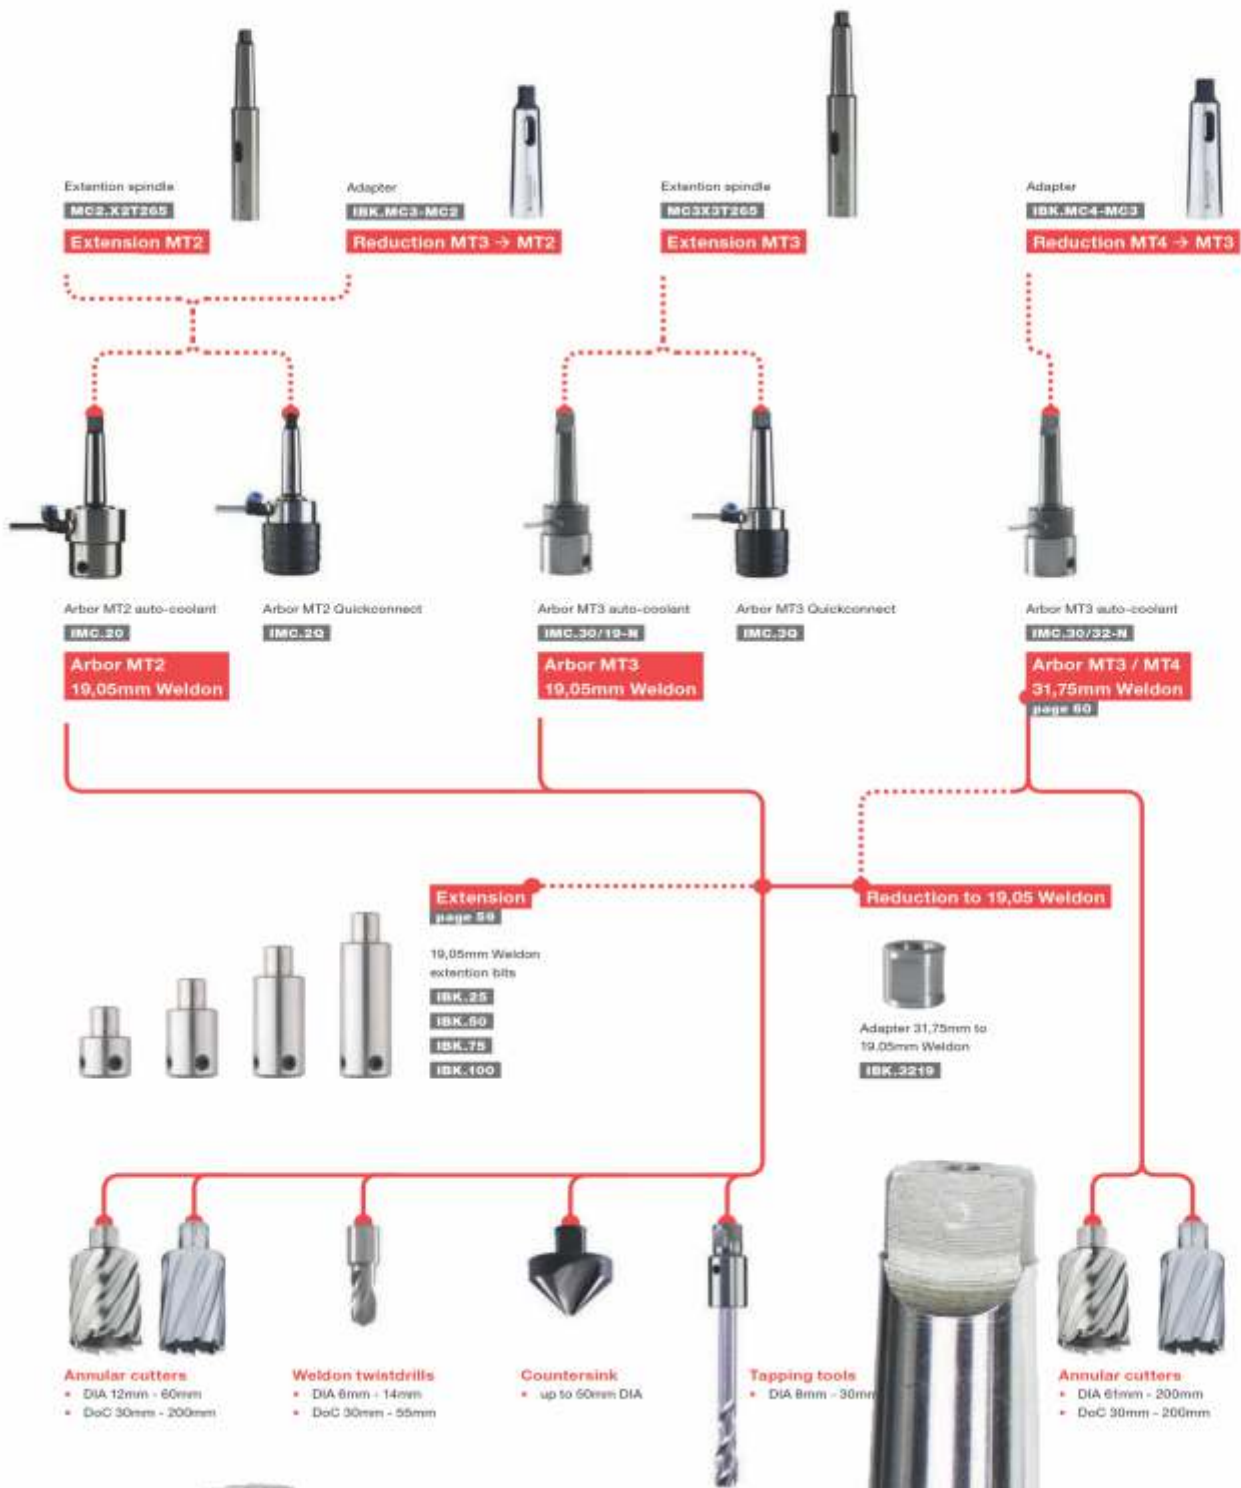 Extention spindle
MC2.X2T265
Extension MT2
Adapter
IBK.MC3-MC2
Reduction MT3 → MT2
Extention spindle
MC3X3T265
Extension MT3
Adapter
IBK.MC4-MC3
Reduction MT4 → MT3
Arbor MT2 auto-coolant
IMC.20
Arbor MT2
19,05mm Weldon
Arbor MT2 Quickconnect
IMC.2Q
Arbor MT3 auto-coolant
IMC.30/19-N
Arbor MT3
19,05mm Weldon
Arbor MT3 Quickconnect
IMC.3Q
Arbor MT3 auto-coolant
IMC.30/32-N
Arbor MT3 / MT4
31,75mm Weldon
page 60
Extension
page 59
19,05mm Weldon
extention bits
IBK.25
IBK.50
IBK.75
IBK.100
Reduction to 19,05 Weldon
Adapter 31,75mm to
19.05mm Weldon
IBK.3219
Annular cutters
• DIA 12mm - 60mm
• DoC 30mm - 200mm
Weldon twistdrills
• DIA 6mm - 14mm
• DoC 30mm - 55mm
Countersink
• up to 50mm DIA
Tapping tools
• DIA 8mm - 30mm
Annular cutters
• DIA 61mm - 200mm
• DoC 30mm - 200mm